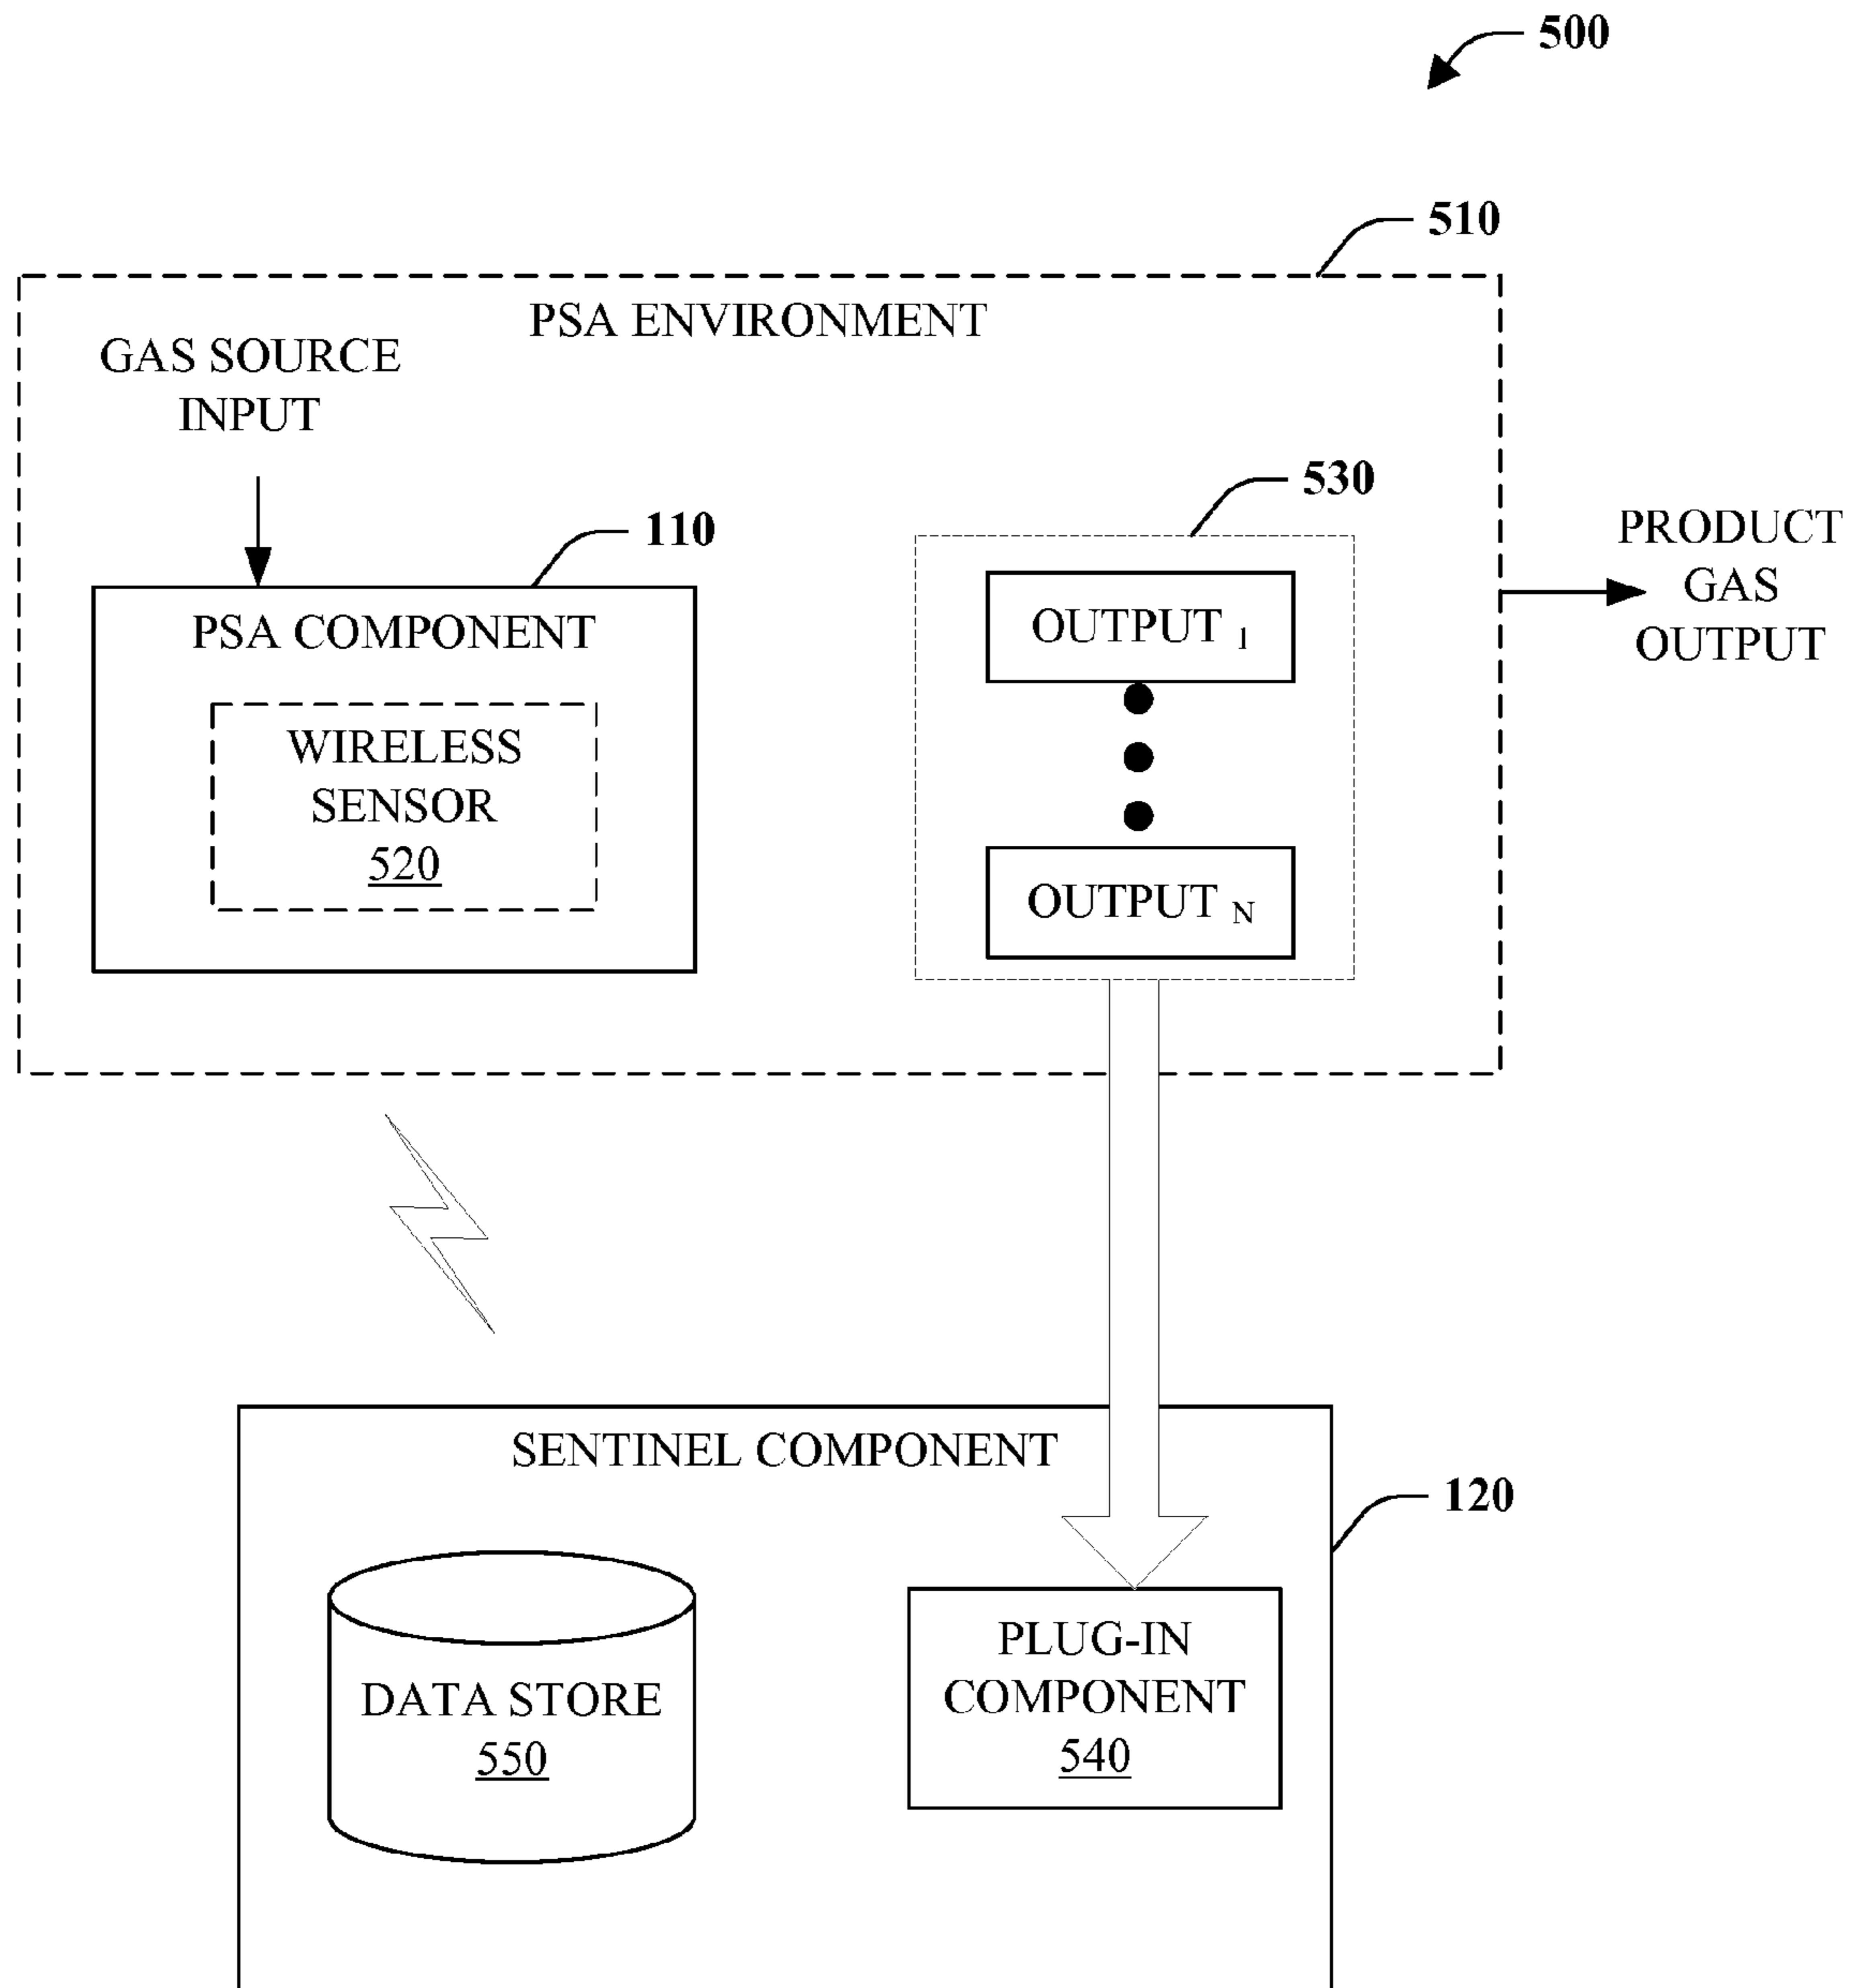 500
510
PSA ENVIRONMENT
GAS SOURCE
INPUT
530
110
PRODUCT
GAS
OUTPUT
PSA COMPONENT
WIRELESS
SENSOR
520
OUTPUT 1
OUTPUT N
SENTINEL COMPONENT
120
DATA STORE
550
PLUG-IN
COMPONENT
540